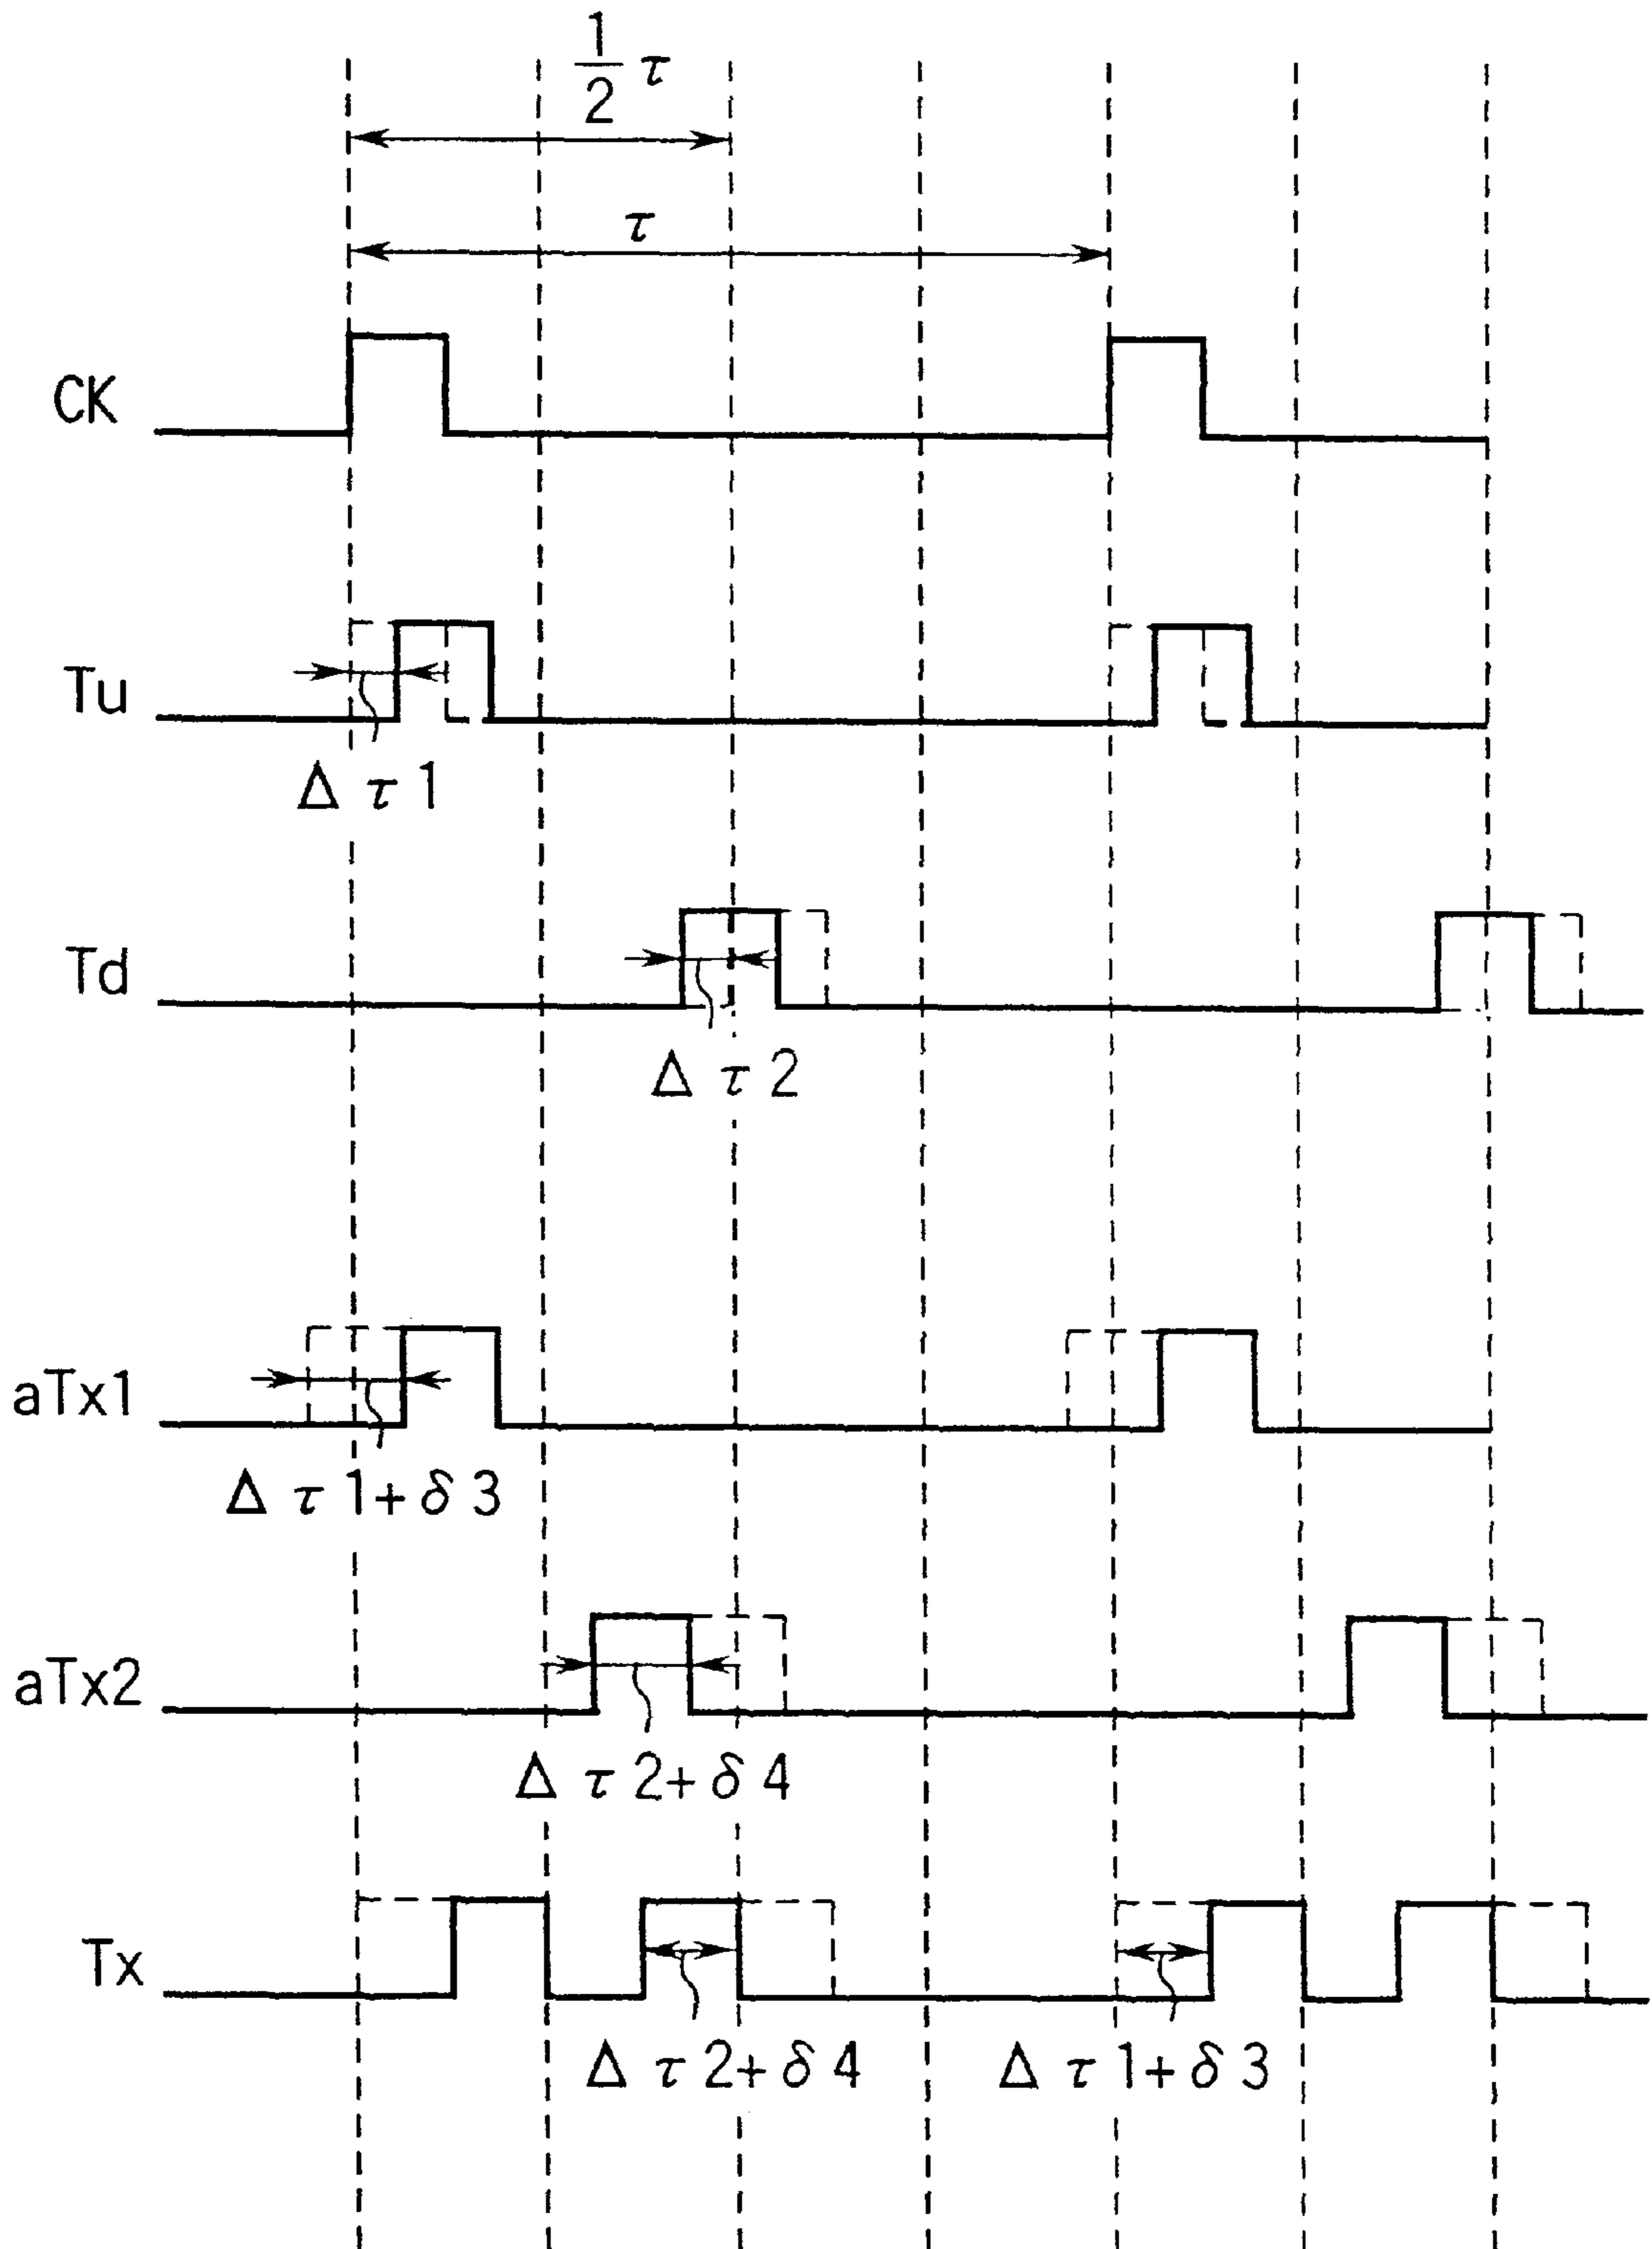 1/2 τ
τ
CK
Tu
Δ τ 1
Td
Δ τ 2
aTx1
Δ τ 1+ δ 3
aTx2
Δ τ 2+ δ 4
Tx
Δ τ 2+ δ 4
Δ τ 1+ δ 3